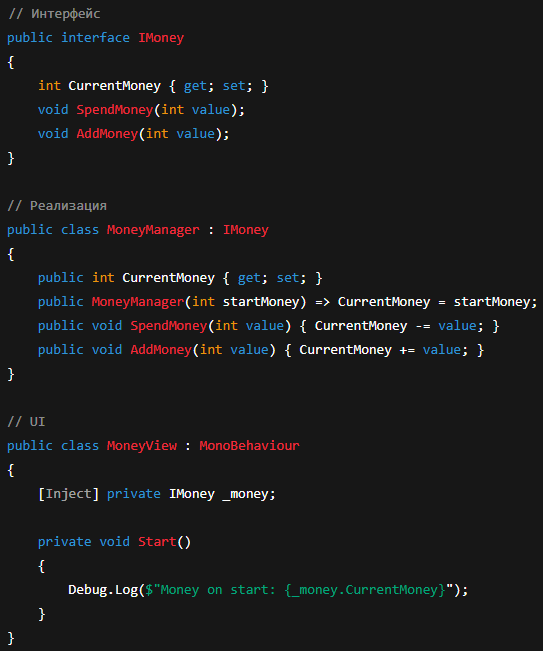 // Интерфейс
public interface IMoney
{
    int CurrentMoney { get; set; }
    void SpendMoney(int value);
    void AddMoney(int value);
}

// Реализация
public class MoneyManager : IMoney
{
    public int CurrentMoney { get; set; }
    public MoneyManager(int startMoney) => CurrentMoney = startMoney;
    public void SpendMoney(int value) { CurrentMoney -= value; }
    public void AddMoney(int value) { CurrentMoney += value; }
}

// UI
public class MoneyView : MonoBehaviour
{
    [Inject] private IMoney _money;

    private void Start()
    {
        Debug.Log($"Money on start: {_money.CurrentMoney}");
    }
}